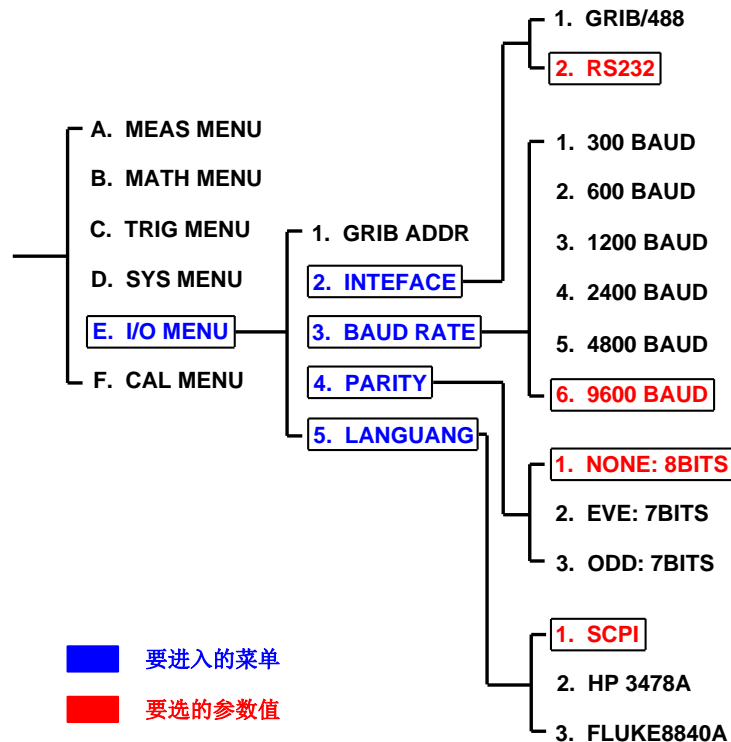 A. MEAS MENU
B. MATH MENU
C. TRIG MENU
D. SYS MENU
E. I/O MENU
F. CAL MENU
1. GRIB ADDR
2. INTEFACE
3. BAUD RATE
4. PARITY
5. LANGUANG
1. GRIB/488
2. RS232
1. 300 BAUD
2. 600 BAUD
3. 1200 BAUD
4. 2400 BAUD
5. 4800 BAUD
6. 9600 BAUD
1. NONE: 8BITS
2. EVE: 7BITS
3. ODD: 7BITS
1. SCPI
2. HP 3478A
3. FLUKE8840A
要进入的菜单
要选的参数值